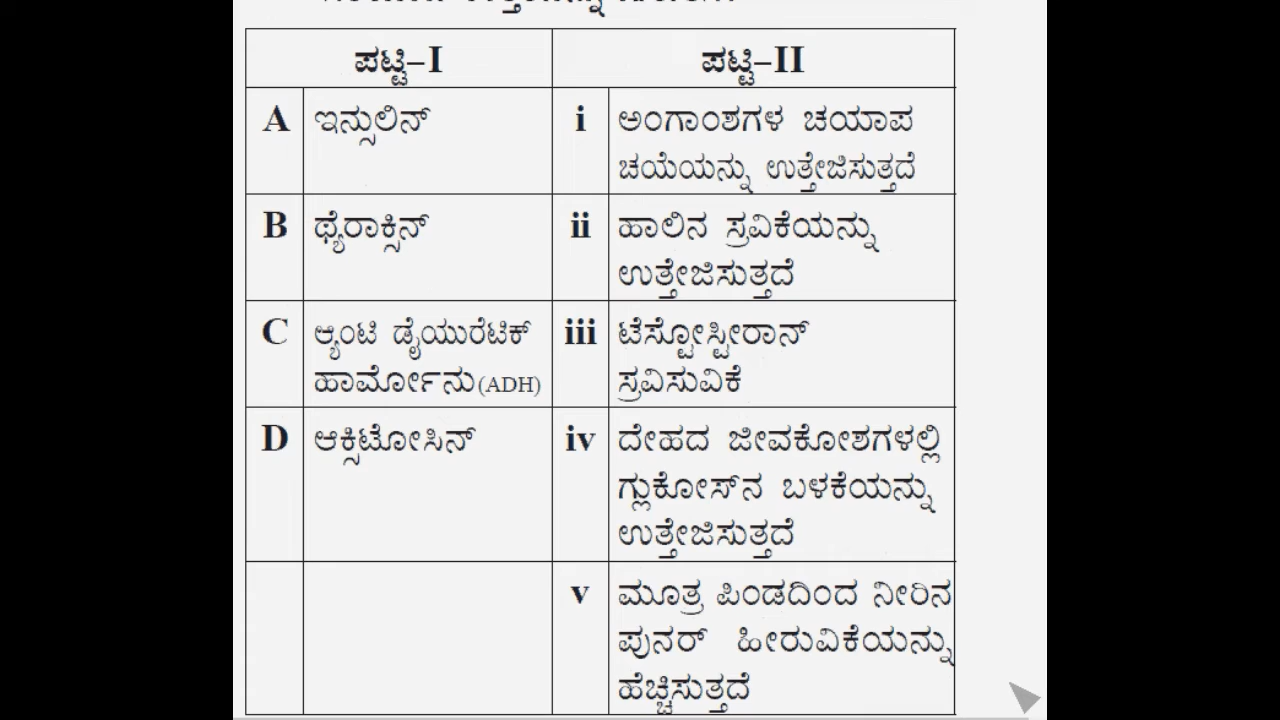 ಪಟ್ಟಿ–I ಪಟ್ಟಿ–II
A ಇನ್ಸುಲಿನ್ i ಅಂಗಾಂಶಗಳ ಚಯಾಪ
ಚಯೆಯನ್ನು ಉತ್ತೇಜಿಸುತ್ತದೆ
B ಥೈರಾಕ್ಸಿನ್ ii ಹಾಲಿನ ಸ್ರವಿಕೆಯನ್ನು
ಉತ್ತೇಜಿಸುತ್ತದೆ
C ಆ್ಯಂಟಿ ಡೈಯುರೆಟಿಕ್ iii ಟೆಸ್ಟೋಸ್ಟೀರಾನ್
ಹಾರ್ಮೋನು(ADH) ಸ್ರವಿಸುವಿಕೆ
D ಆಕ್ಸಿಟೋಸಿನ್ iv ದೇಹದ ಜೀವಕೋಶಗಳಲ್ಲಿ
ಗ್ಲುಕೋಸ್‌ನ ಬಳಕೆಯನ್ನು
ಉತ್ತೇಜಿಸುತ್ತದೆ
v ಮೂತ್ರ ಪಿಂಡದಿಂದ ನೀರಿನ
ಪುನರ್ ಹೀರುವಿಕೆಯನ್ನು
ಹೆಚ್ಚಿಸುತ್ತದೆ